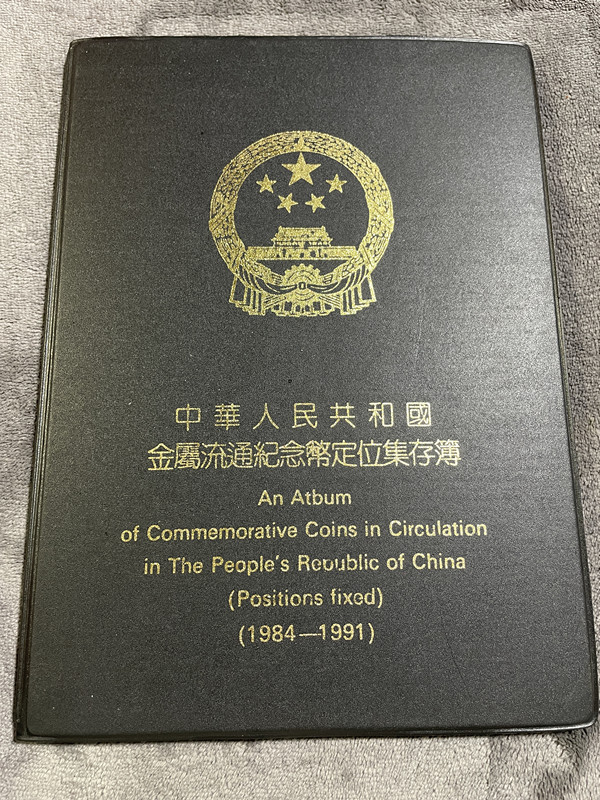 中華人民共和國
金屬流通紀念幣定位集存簿
An Atbum
of Commemorative Coins in Circulation
in The People's Republic of China
(Positions fixed)
(1984—1991)